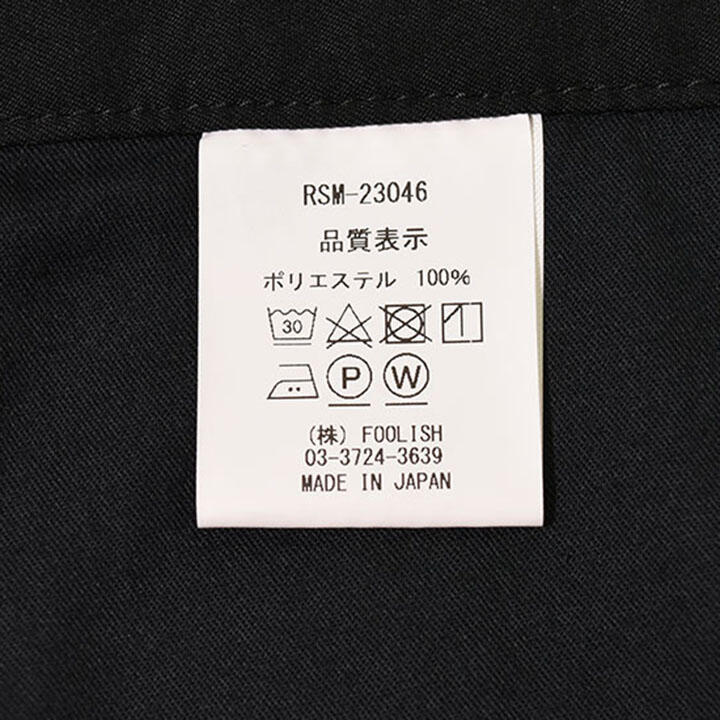 RSM-23046
品質表示
ポリエステル 100%
30
P W
(株) FOOLISH
03-3724-3639
MADE IN JAPAN